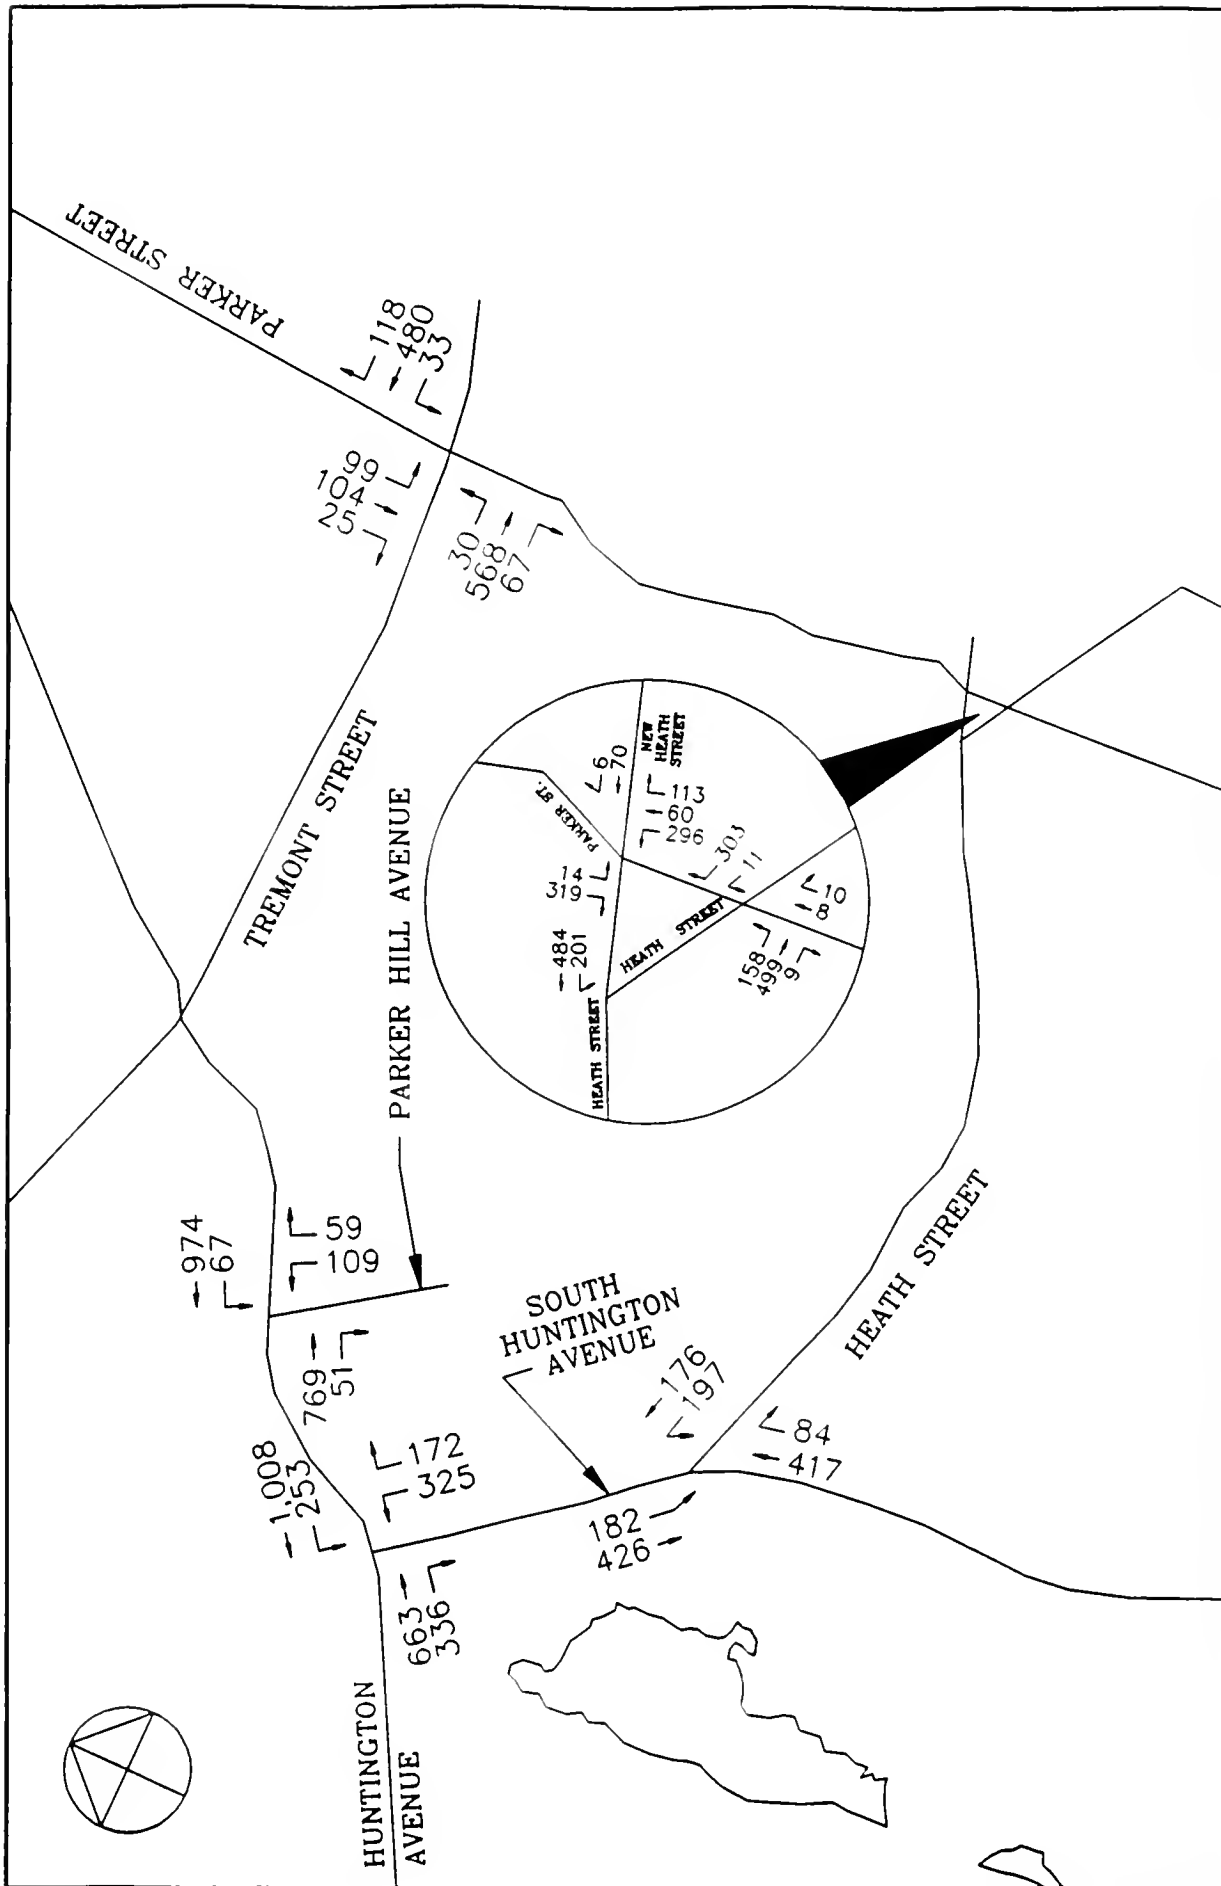 PARKER STREET
118
480
33
99
104
25
30
568
67
TREMONT STREET
PARKER HILL AVENUE
6
70
NEW
HEATH
STREET
PARKER ST.
113
60
296
14
319
303
11
10
8
484
201
HEATH STREET
158
499
9
HEATH STREET
974
67
59
109
769
51
SOUTH
HUNTINGTON
AVENUE
HEATH STREET
176
197
84
417
1,008
253
172
325
182
426
663
336
HUNTINGTON
AVENUE